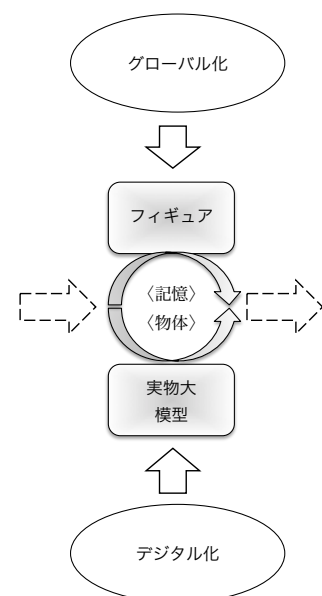 グローバル化
フィギュア
〈記憶〉
〈物体〉
実物大
模型
デジタル化